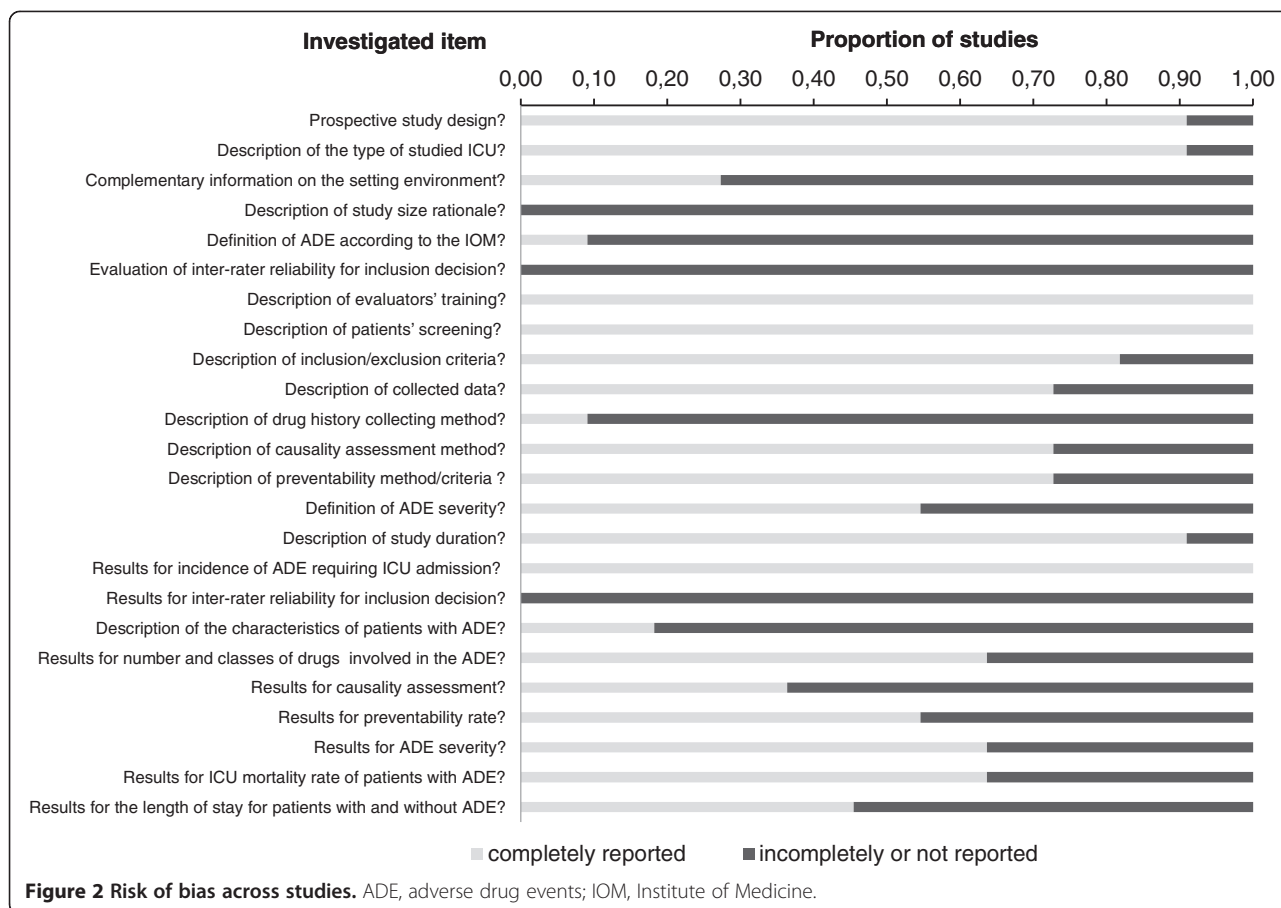 Investigated item
Proportion of studies
0,00 0,10 0,20 0,30 0,40 0,50 0,60 0,70 0,80 0,90 1,00
Prospective study design?
Description of the type of studied ICU?
Complementary information on the setting environment?
Description of study size rationale?
Definition of ADE according to the IOM?
Evaluation of inter-rater reliability for inclusion decision?
Description of evaluators’ training?
Description of patients’ screening?
Description of inclusion/exclusion criteria?
Description of collected data?
Description of drug history collecting method?
Description of causality assessment method?
Description of preventability method/criteria ?
Definition of ADE severity?
Description of study duration?
Results for incidence of ADE requiring ICU admission?
Results for inter-rater reliability for inclusion decision?
Description of the characteristics of patients with ADE?
Results for number and classes of drugs involved in the ADE?
Results for causality assessment?
Results for preventability rate?
Results for ADE severity?
Results for ICU mortality rate of patients with ADE?
Results for the length of stay for patients with and without ADE?
completely reported
incompletely or not reported
Figure 2 Risk of bias across studies. ADE, adverse drug events; IOM, Institute of Medicine.